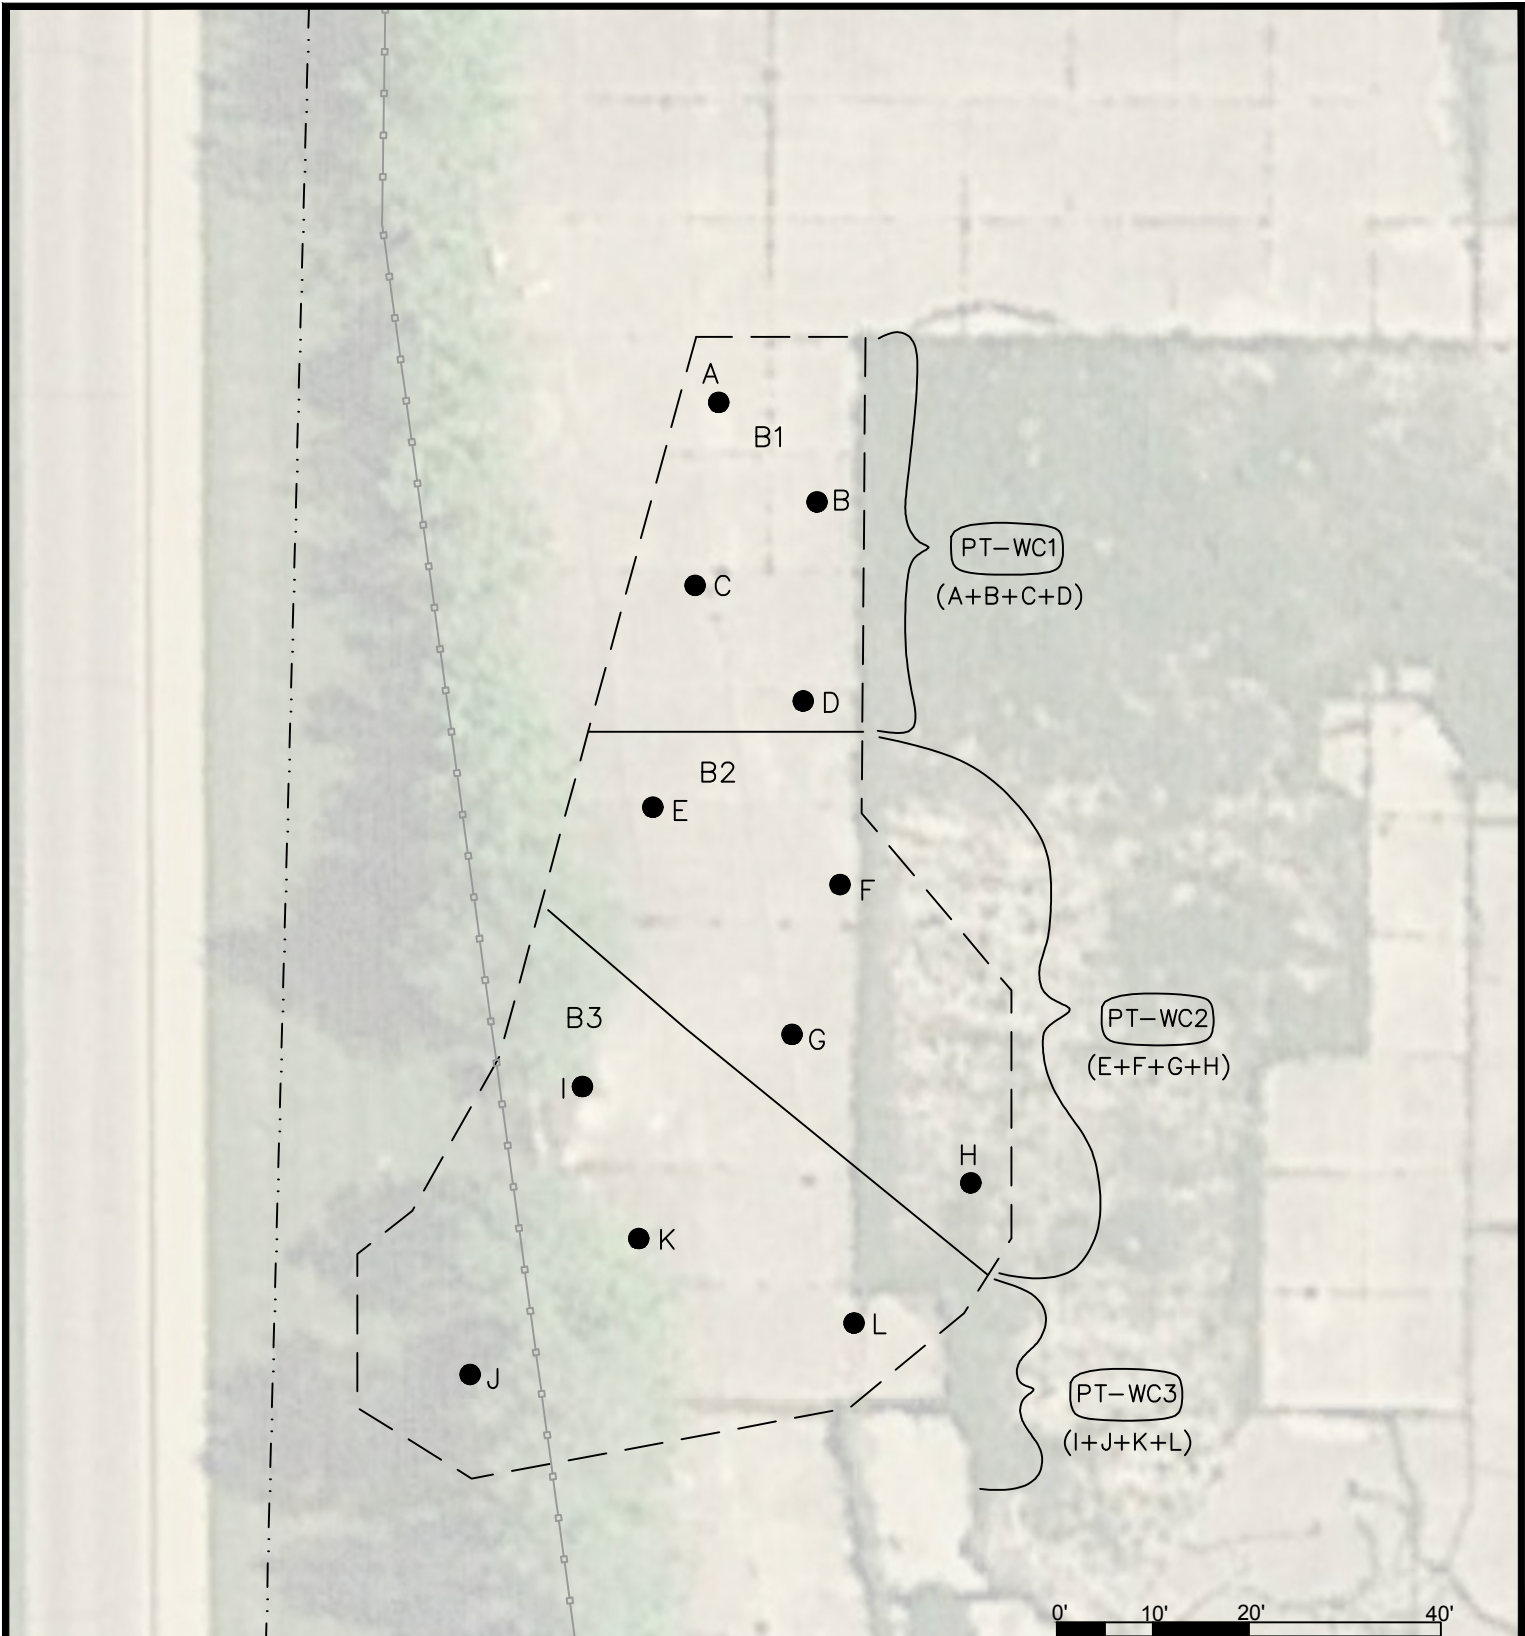 A
B1
B
C
PT-WC1
(A+B+C+D)
D
B2
E
F
B3
G
PT-WC2
(E+F+G+H)
I
H
K
L
J
PT-WC3
(I+J+K+L)
0' 10' 20' 40'